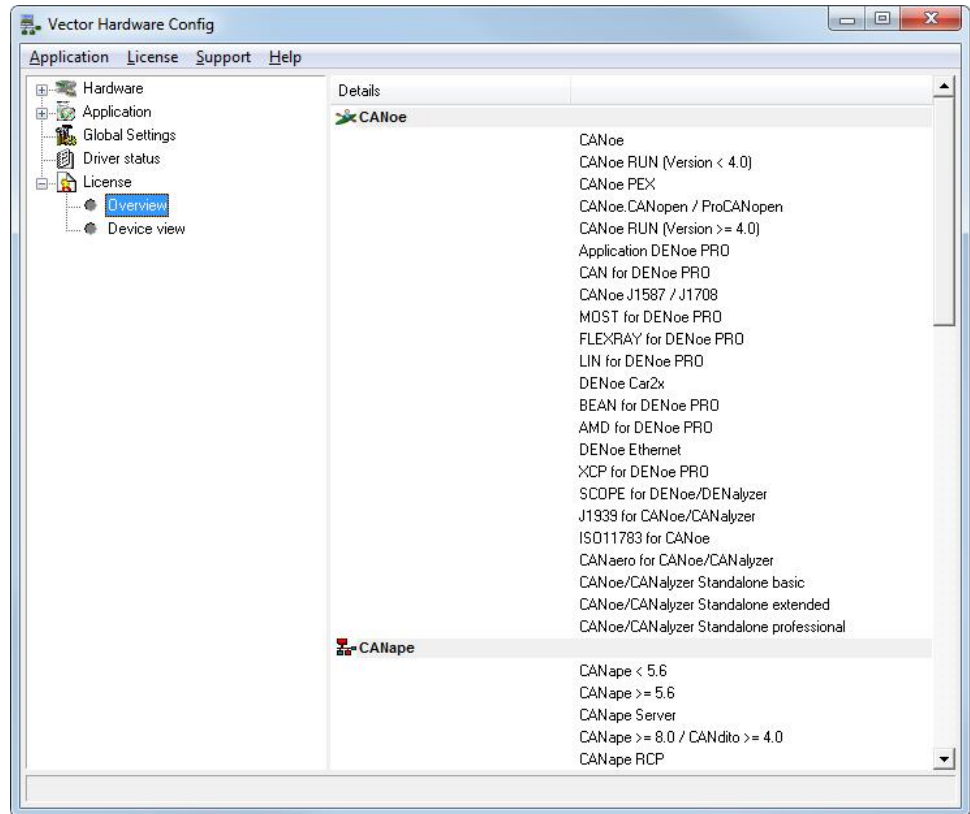 Vector Hardware Config
Application License Support Help
Hardware
Application
Global Settings
Driver status
License
Overview
Device view
Details
CANoe
CANoe
CANoe RUN (Version < 4.0)
CANoe PEX
CANoe.CANopen / ProCANopen
CANoe RUN (Version >= 4.0)
Application DENoe PRO
CAN for DENoe PRO
CANoe J1587 / J1708
MOST for DENoe PRO
FLEXRAY for DENoe PRO
LIN for DENoe PRO
DENoe Car2x
BEAN for DENoe PRO
AMD for DENoe PRO
DENoe Ethernet
XCP for DENoe PRO
SCOPE for DENoe/DENalyzer
J1939 for CANoe/CANalyzer
ISO11783 for CANoe
CANaero for CANoe/CANalyzer
CANoe/CANalyzer Standalone basic
CANoe/CANalyzer Standalone extended
CANoe/CANalyzer Standalone professional
CANape
CANape < 5.6
CANape >= 5.6
CANape Server
CANape >= 8.0 / CANdito >= 4.0
CANape RCP